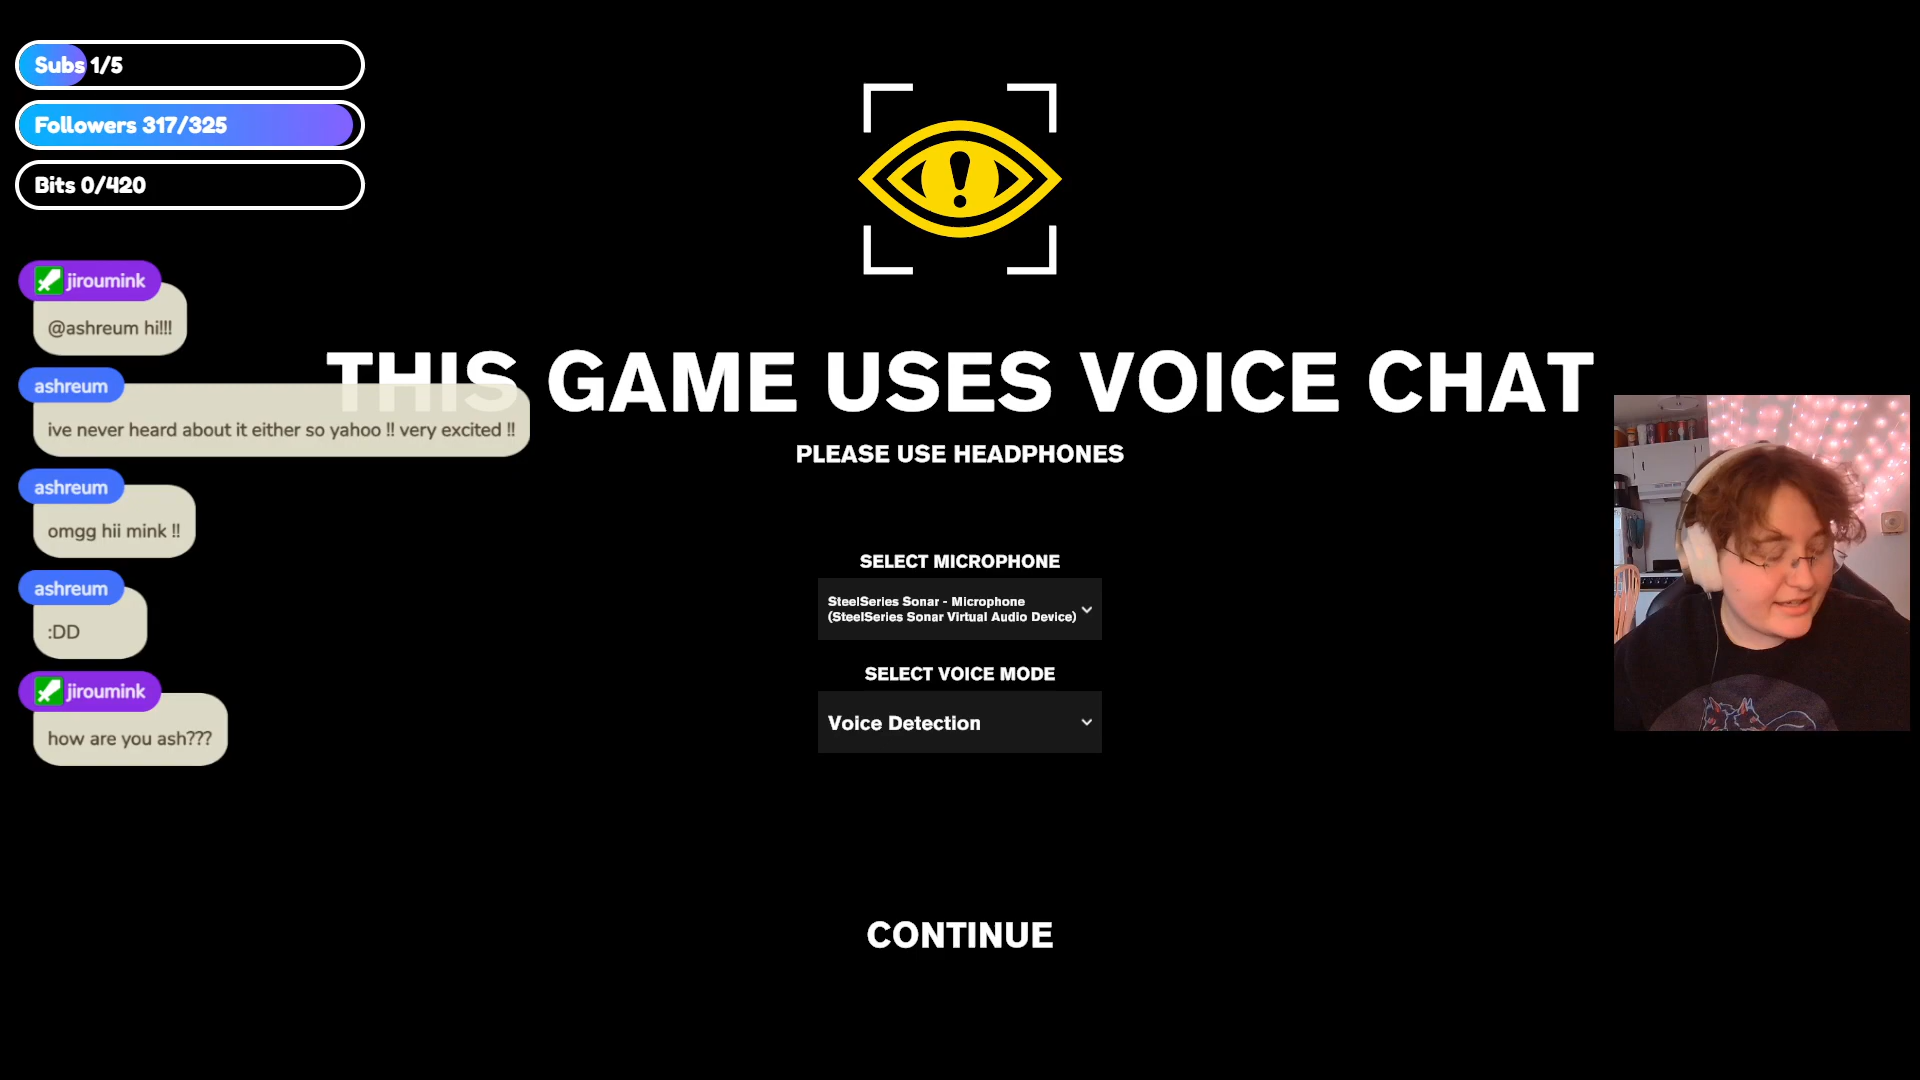 Subs 1/5
Followers 317/325
Bits 0/420
jiroumink
@ashreum hi!!!
ashreum
ive never heard about it either so yahoo !! very excited !!
ashreum
omgg hii mink !!
ashreum
:DD
jiroumink
how are you ash???
THIS GAME USES VOICE CHAT
PLEASE USE HEADPHONES
SELECT MICROPHONE
SteelSeries Sonar - Microphone
(SteelSeries Sonar Virtual Audio Device)
SELECT VOICE MODE
Voice Detection
CONTINUE